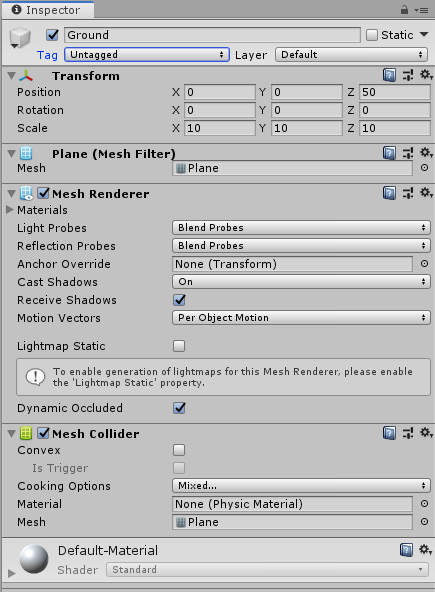 Inspector
Ground Static
Tag Untagged Layer Default
Transform
Position X 0 Y 0 Z 50
Rotation X 0 Y 0 Z 0
Scale X 10 Y 10 Z 10
Plane (Mesh Filter)
Mesh Plane
Mesh Renderer
Materials
Light Probes Blend Probes
Reflection Probes Blend Probes
Anchor Override None (Transform)
Cast Shadows On
Receive Shadows
Motion Vectors Per Object Motion
Lightmap Static
To enable generation of lightmaps for this Mesh Renderer, please enable
the 'Lightmap Static' property.
Dynamic Occluded
Mesh Collider
Convex
Is Trigger
Cooking Options Mixed...
Material None (Physic Material)
Mesh Plane
Default-Material
Shader Standard